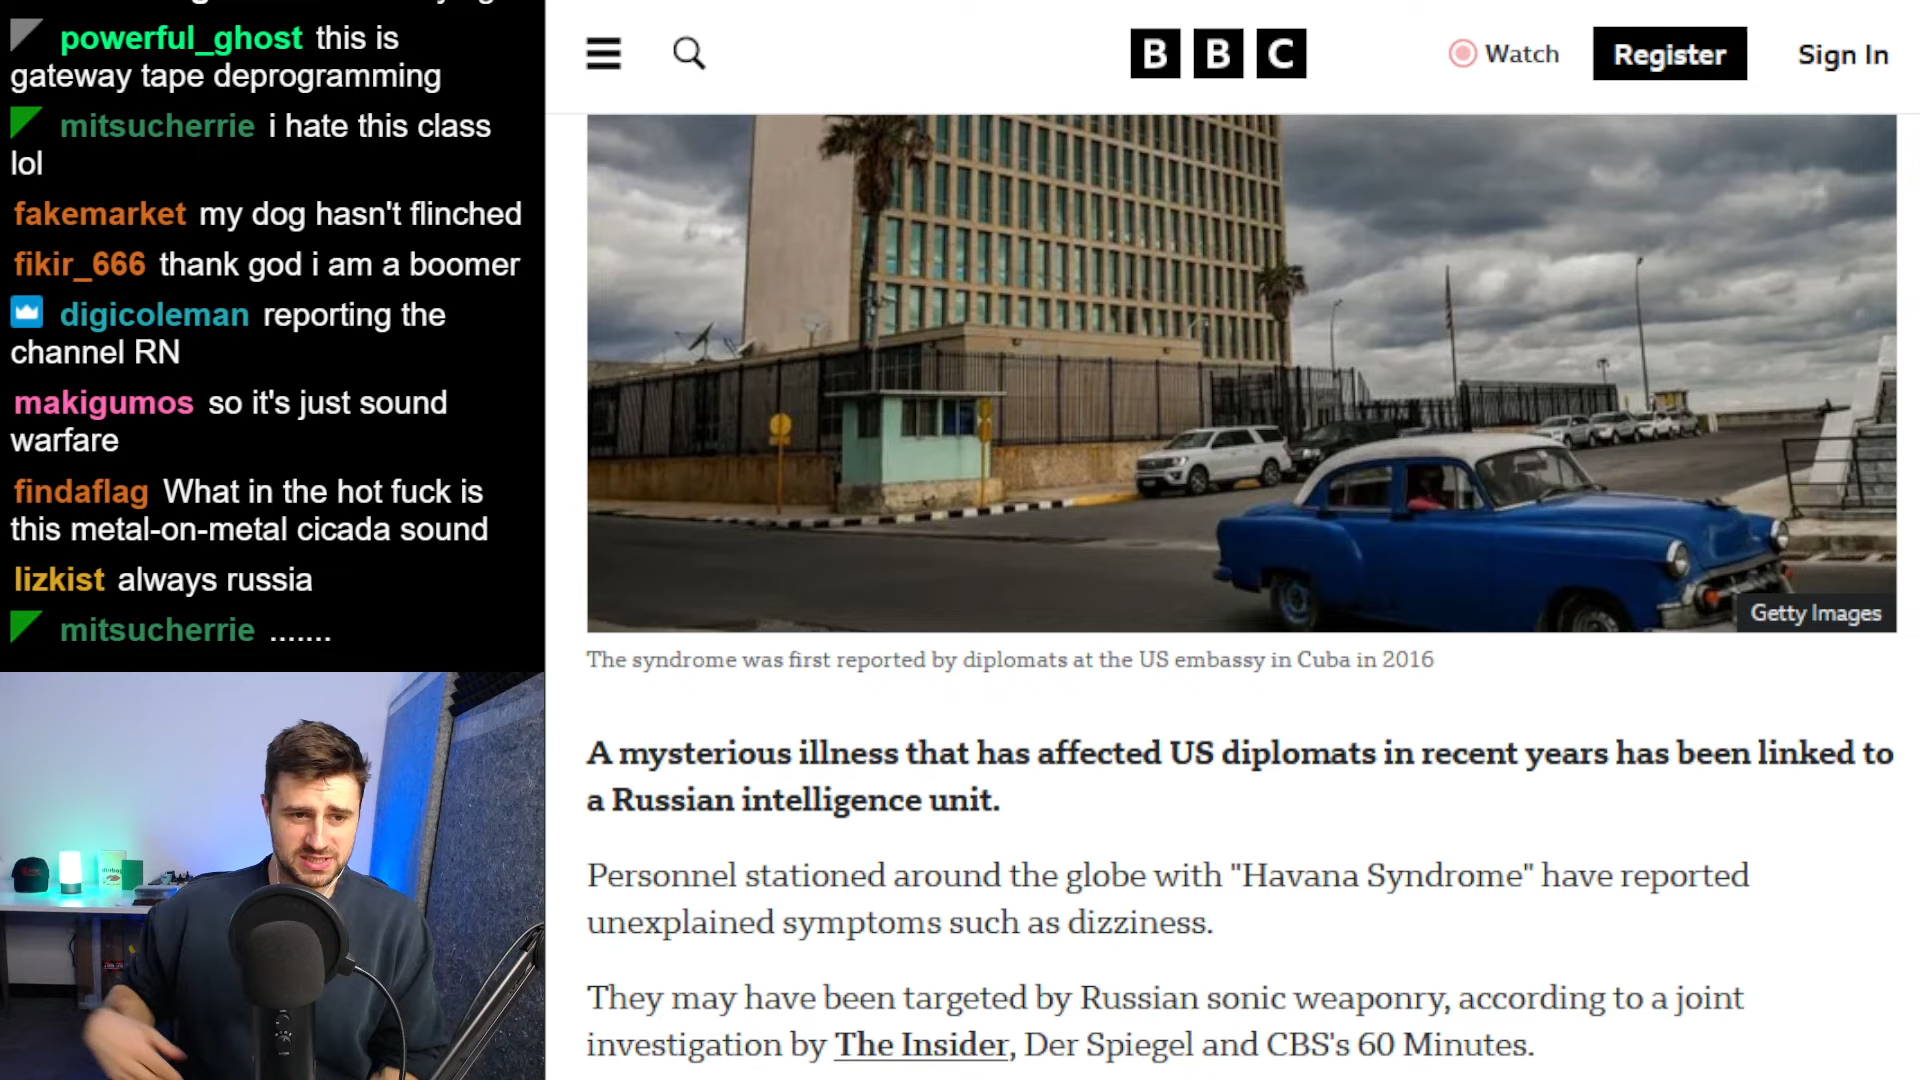 powerful_ghost this is
gateway tape deprogramming
mitsucherrie i hate this class
lol
fakemarket my dog hasn't flinched
fikir_666 thank god i am a boomer
digicoleman reporting the
channel RN
makigumos so it's just sound
warfare
findaflag What in the hot fuck is
this metal-on-metal cicada sound
lizkist always russia
mitsucherrie .......
BBC
Watch
Register
Sign In
Getty Images
The syndrome was first reported by diplomats at the US embassy in Cuba in 2016
A mysterious illness that has affected US diplomats in recent years has been linked to
a Russian intelligence unit.
Personnel stationed around the globe with "Havana Syndrome" have reported
unexplained symptoms such as dizziness.
They may have been targeted by Russian sonic weaponry, according to a joint
investigation by The Insider, Der Spiegel and CBS's 60 Minutes.